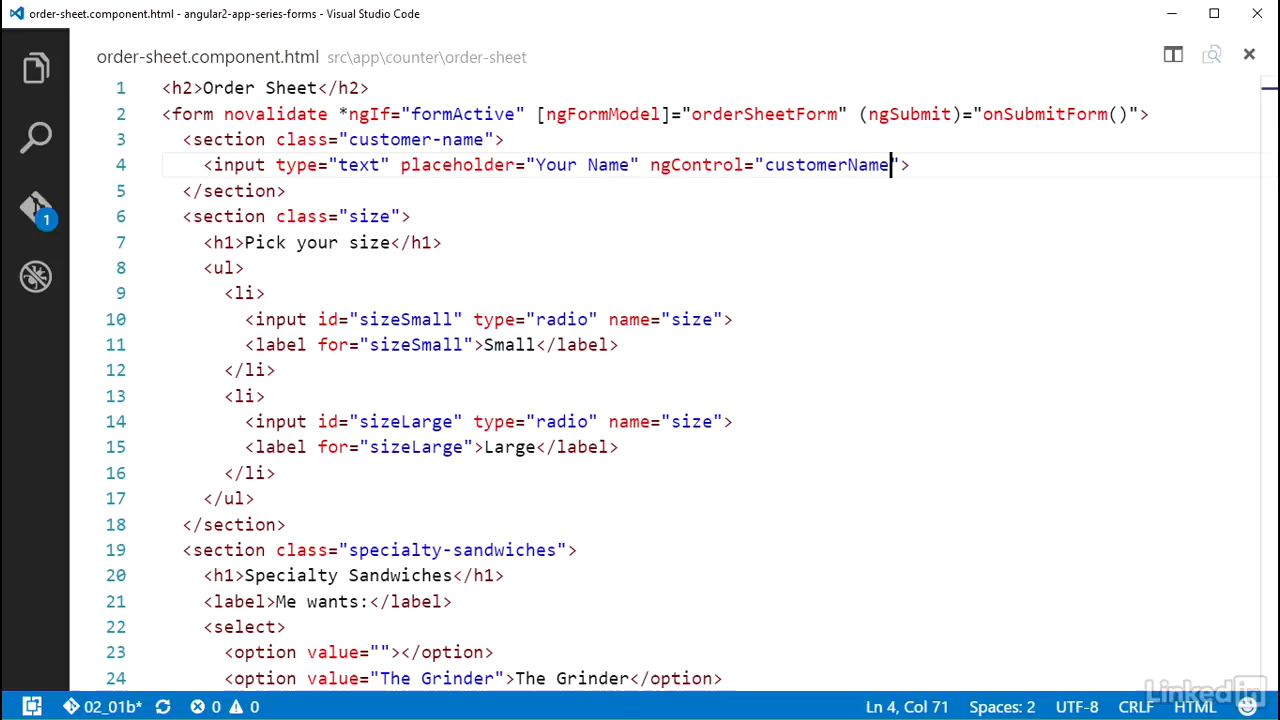 order-sheet.component.html - angular2-app-series-forms - Visual Studio Code
order-sheet.component.html src\app\counter\order-sheet
1 <h2>Order Sheet</h2>
2 <form novalidate *ngIf="formActive" [ngFormModel]="orderSheetForm" (ngSubmit)="onSubmitForm()">
3 <section class="customer-name">
4 <input type="text" placeholder="Your Name" ngControl="customerName">
5 </section>
6 <section class="size">
7 <h1>Pick your size</h1>
8 <ul>
9 <li>
10 <input id="sizeSmall" type="radio" name="size">
11 <label for="sizeSmall">Small</label>
12 </li>
13 <li>
14 <input id="sizeLarge" type="radio" name="size">
15 <label for="sizeLarge">Large</label>
16 </li>
17 </ul>
18 </section>
19 <section class="specialty-sandwiches">
20 <h1>Specialty Sandwiches</h1>
21 <label>Me wants:</label>
22 <select>
23 <option value=""></option>
24 <option value="The Grinder">The Grinder</option>
1
02_01b* 0 0 Ln 4, Col 71 Spaces: 2 UTF-8 CRLF HTML
Linked in